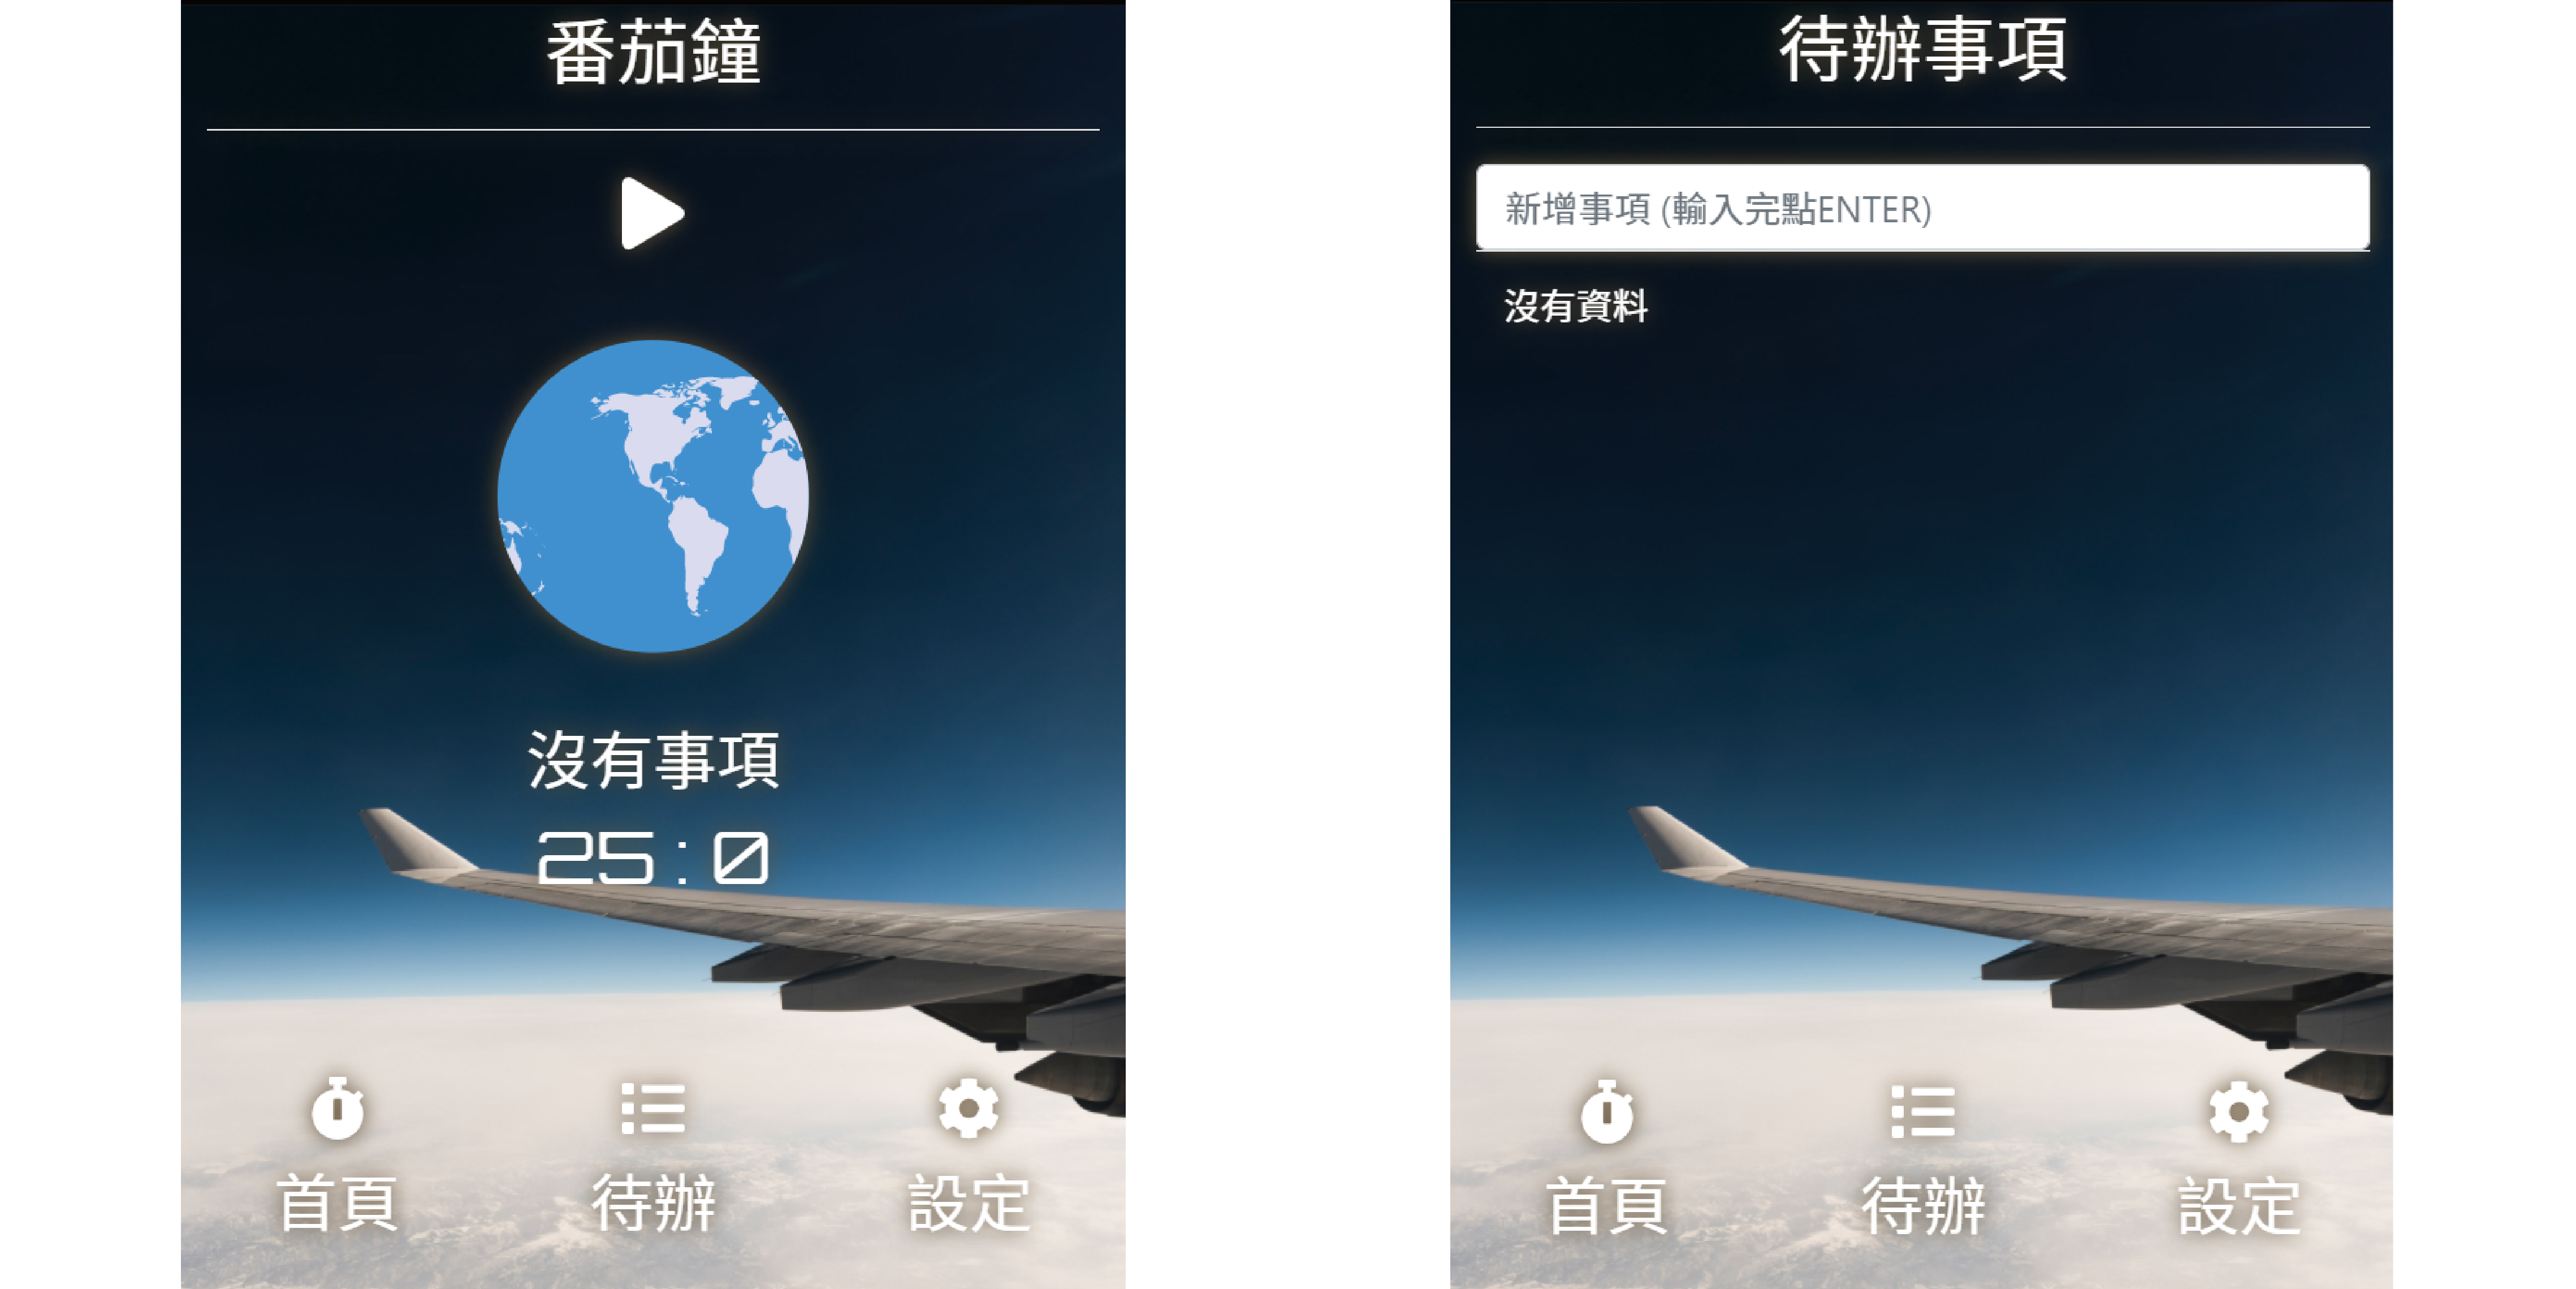 番茄鐘
沒有事項
25 : 0
首頁 待辦 設定
待辦事項
新增事項 (輸入完點ENTER)
沒有資料
首頁 待辦 設定